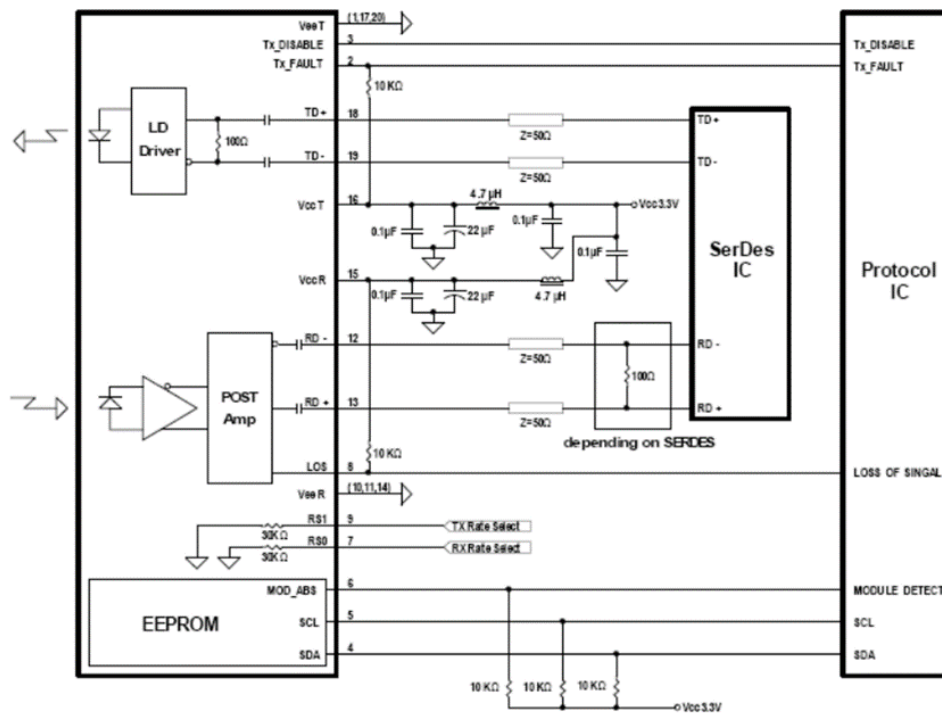 VeeT (1,17,20)
Tx_DISABLE 3 Tx_DISABLE
Tx_FAULT 2 Tx_FAULT
10 KΩ
LD
Driver
100Ω
TD+ 18 TD+
Z=50Ω
TD- 19 TD-
Z=50Ω
VccT 16
4.7 µH
Vcc3.3V
0.1µF
22 µF
0.1µF
0.1µF
SerDes
IC
Protocol
IC
VccR 15
0.1µF
22 µF
4.7 µH
RD - 12 RD -
Z=50Ω
100Ω
POST
Amp
RD + 13 RD +
Z=50Ω
depending on SERDES
10 KΩ
LOS 8 LOSS OF SINGAL
VeeR (10,11,14)
RS1 9 TX Rate Select
30KΩ
RS0 7 RX Rate Select
30KΩ
MOD_ABS 6 MODULE DETECT
EEPROM
SCL 5 SCL
SDA 4 SDA
10 KΩ 10 KΩ 10 KΩ
Vcc3.3V